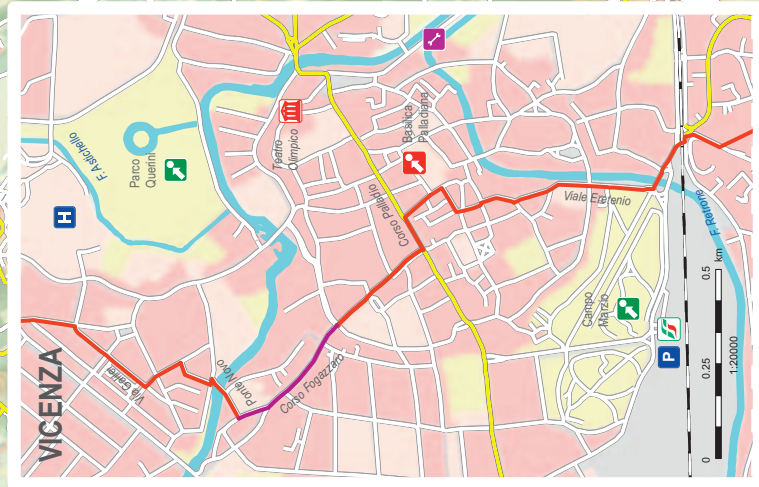 VICENZA
F. Astichello
Parco
Querini
H
Teatro
Olimpico
Basilica
Palladiana
Corso Palladio
Via Galilei
Ponte Novo
Corso Fogazzaro
Viale Eretenio
F. Retrone
Campo
Marzio
P
0
0.25
0.5
km
1:20000